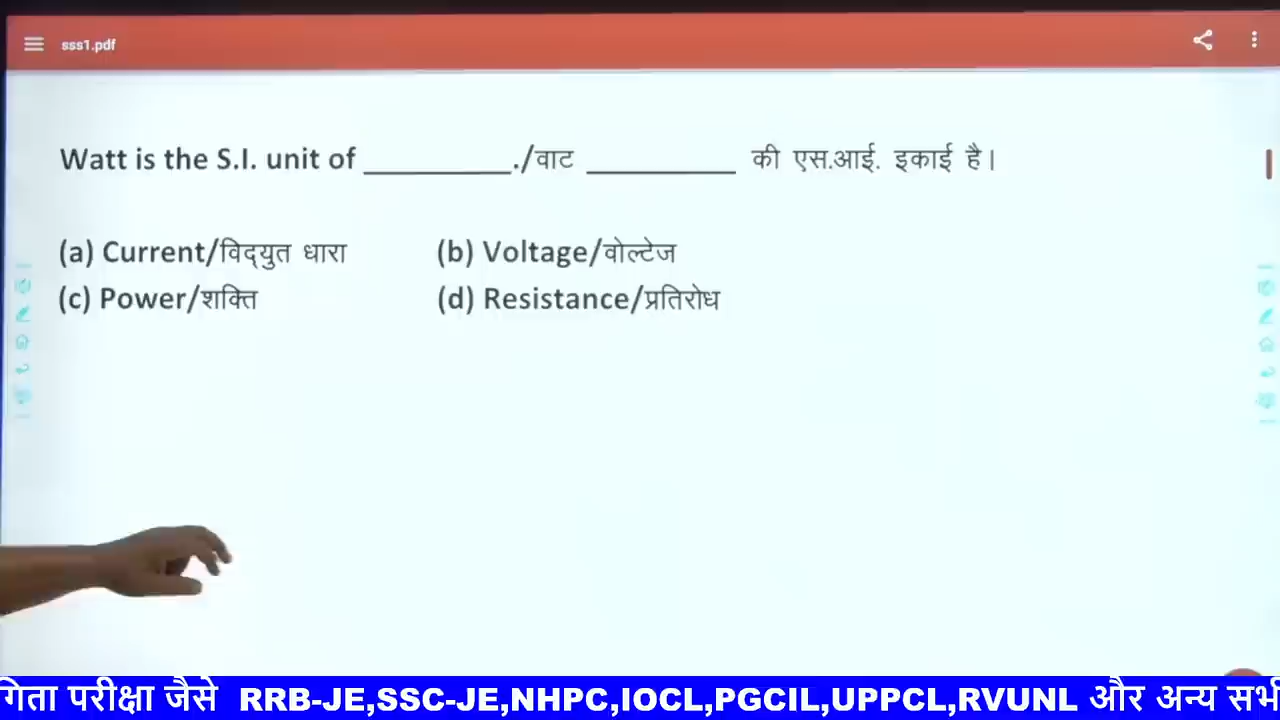 sss1.pdf
Watt is the S.I. unit of __________./वाट __________ की एस.आई. इकाई है।
(a) Current/विद्युत धारा (b) Voltage/वोल्टेज
(c) Power/शक्ति (d) Resistance/प्रतिरोध
गिता परीक्षा जैसे RRB-JE,SSC-JE,NHPC,IOCL,PGCIL,UPPCL,RVUNL और अन्य सभी